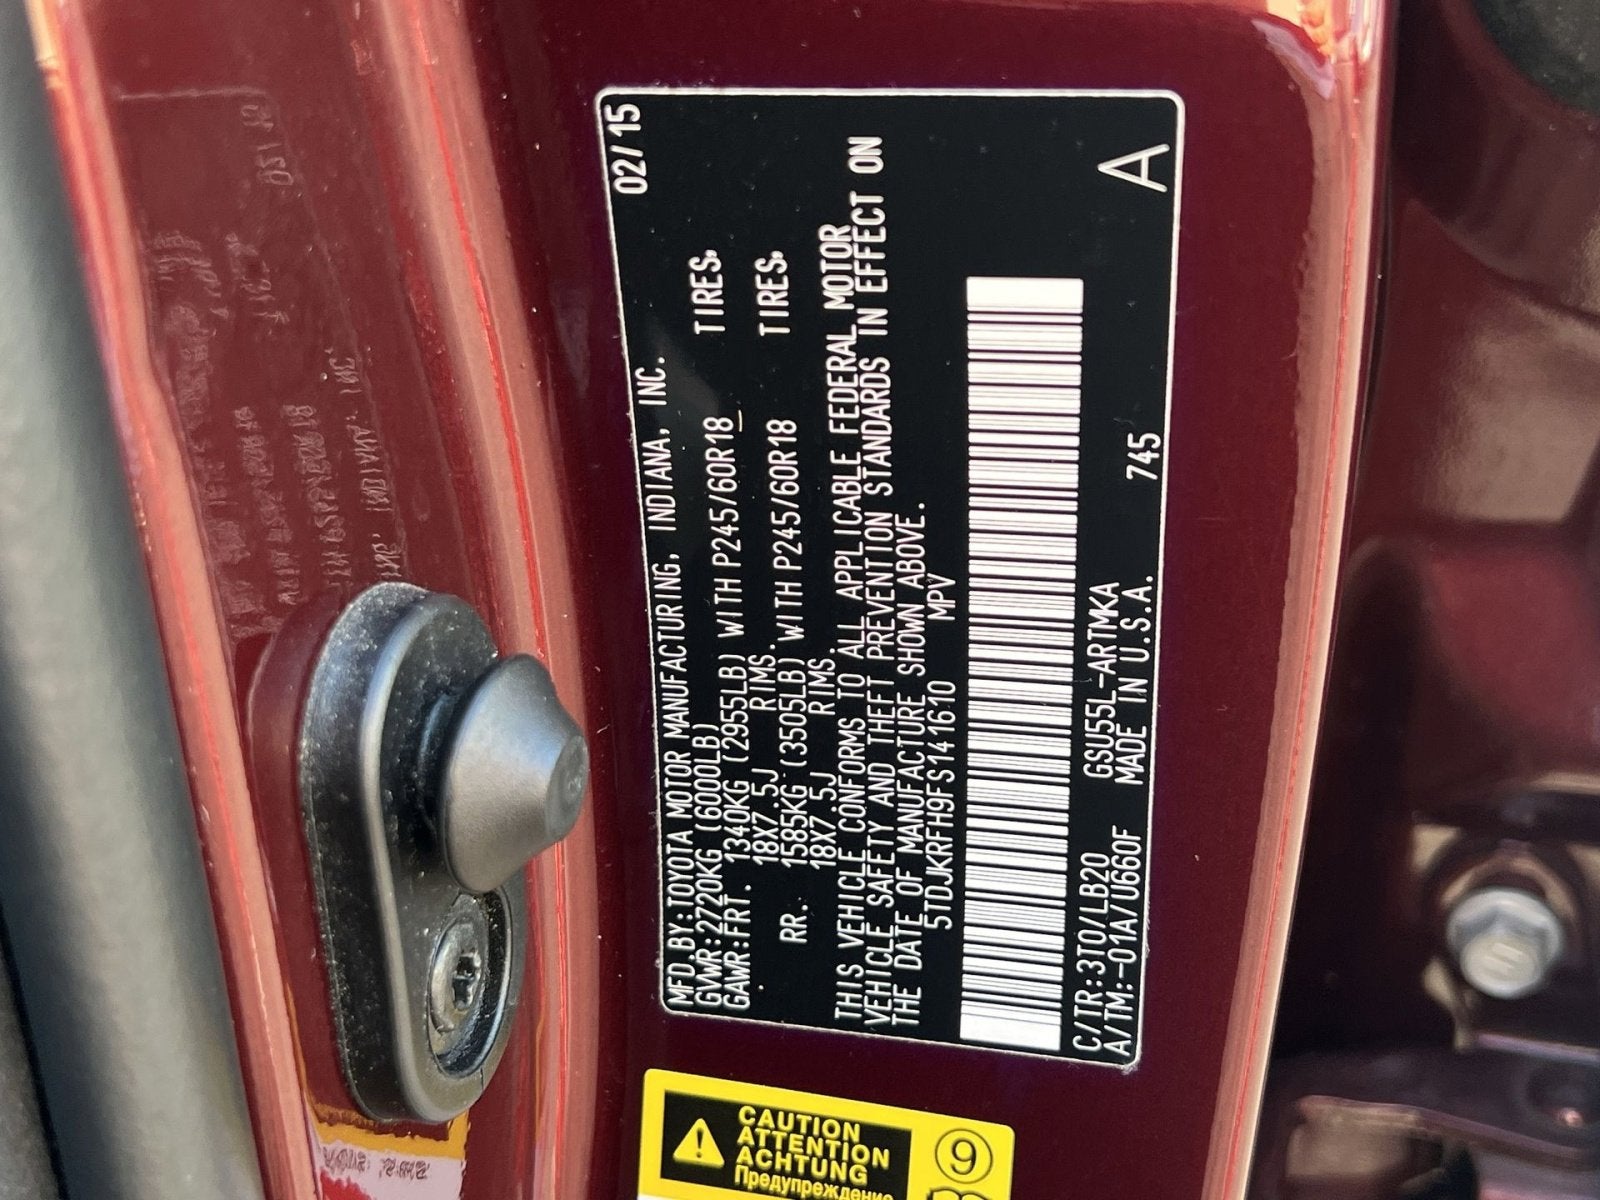 MFD.BY:TOYOTA MOTOR MANUFACTURING, INDIANA, INC. 02/15
GVWR:2720KG (6000LB)
GAWR:FRT. 1340KG (2955LB) WITH P245/60R18 TIRES,
18X7.5J RIMS.
RR. 1585KG (3505LB) WITH P245/60R18 TIRES,
18X7.5J RIMS.
THIS VEHICLE CONFORMS TO ALL APPLICABLE FEDERAL MOTOR
VEHICLE SAFETY AND THEFT PREVENTION STANDARDS IN EFFECT ON
THE DATE OF MANUFACTURE SHOWN ABOVE.
5TDJKRFH9FS141610 MPV
C/TR:3T0/LB20 GSU55L-ARTMKA 745
A/TM:-01A/U660F MADE IN U.S.A. A
CAUTION
ATTENTION
ACHTUNG
Предупреждение
9